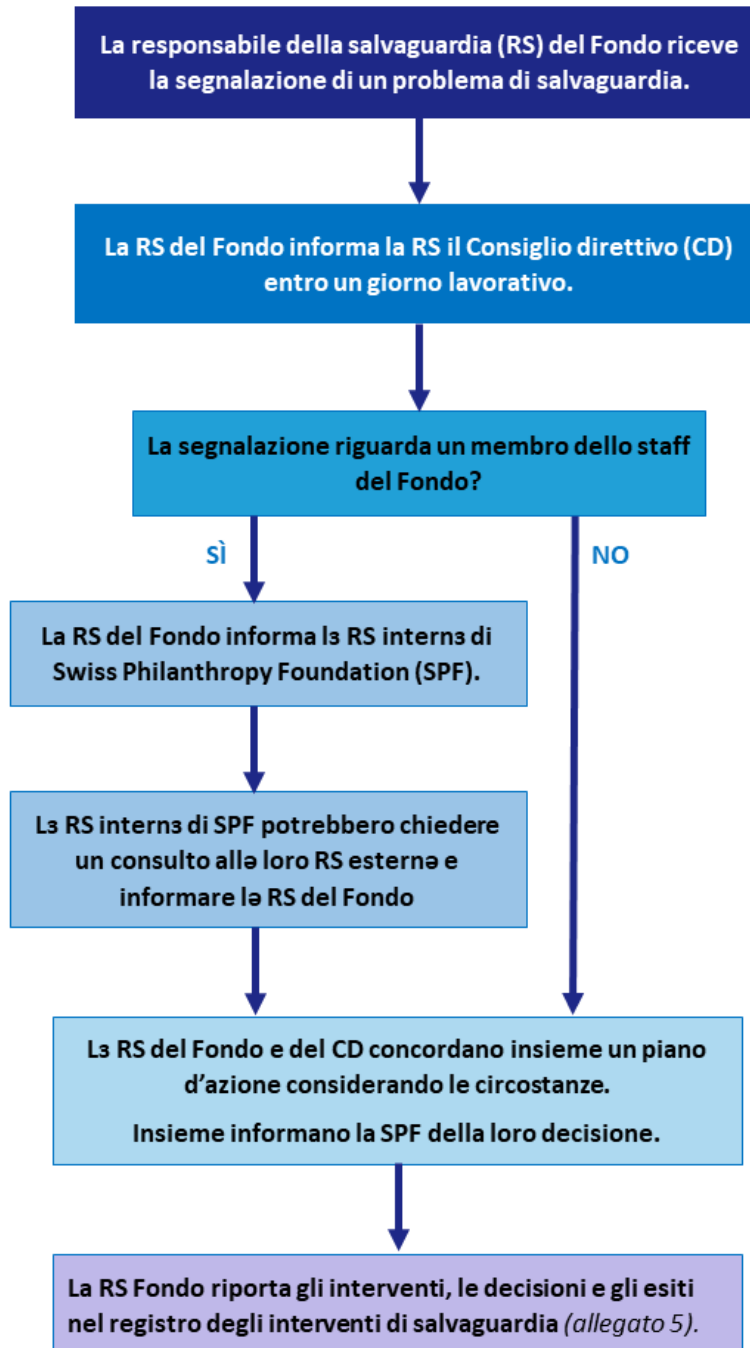 La responsabile della salvaguardia (RS) del Fondo riceve
la segnalazione di un problema di salvaguardia.
La RS del Fondo informa la RS il Consiglio direttivo (CD)
entro un giorno lavorativo.
La segnalazione riguarda un membro dello staff
del Fondo?
SÌ
NO
La RS del Fondo informa lɜ RS internɜ di
Swiss Philanthropy Foundation (SPF).
Lɜ RS internɜ di SPF potrebbero chiedere
un consulto allə loro RS esternə e
informare lə RS del Fondo
Lɜ RS del Fondo e del CD concordano insieme un piano
d’azione considerando le circostanze.
Insieme informano la SPF della loro decisione.
La RS Fondo riporta gli interventi, le decisioni e gli esiti
nel registro degli interventi di salvaguardia (allegato 5).